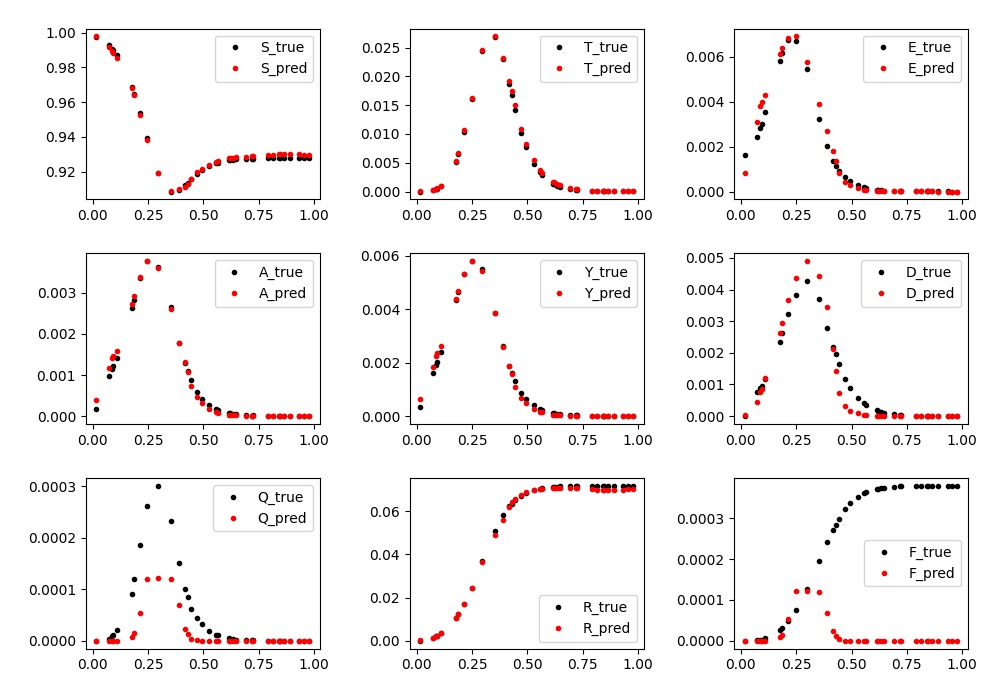 1.00
0.98
0.96
0.94
0.92
S_true
S_pred
0.00 0.25 0.50 0.75 1.00
0.025
0.020
0.015
0.010
0.005
0.000
T_true
T_pred
0.00 0.25 0.50 0.75 1.00
0.006
0.004
0.002
0.000
E_true
E_pred
0.00 0.25 0.50 0.75 1.00
0.003
0.002
0.001
0.000
A_true
A_pred
0.00 0.25 0.50 0.75 1.00
0.006
0.004
0.002
0.000
Y_true
Y_pred
0.00 0.25 0.50 0.75 1.00
0.005
0.004
0.003
0.002
0.001
0.000
D_true
D_pred
0.00 0.25 0.50 0.75 1.00
0.0003
0.0002
0.0001
0.0000
Q_true
Q_pred
0.00 0.25 0.50 0.75 1.00
0.06
0.04
0.02
0.00
R_true
R_pred
0.00 0.25 0.50 0.75 1.00
0.0003
0.0002
0.0001
0.0000
F_true
F_pred
0.00 0.25 0.50 0.75 1.00